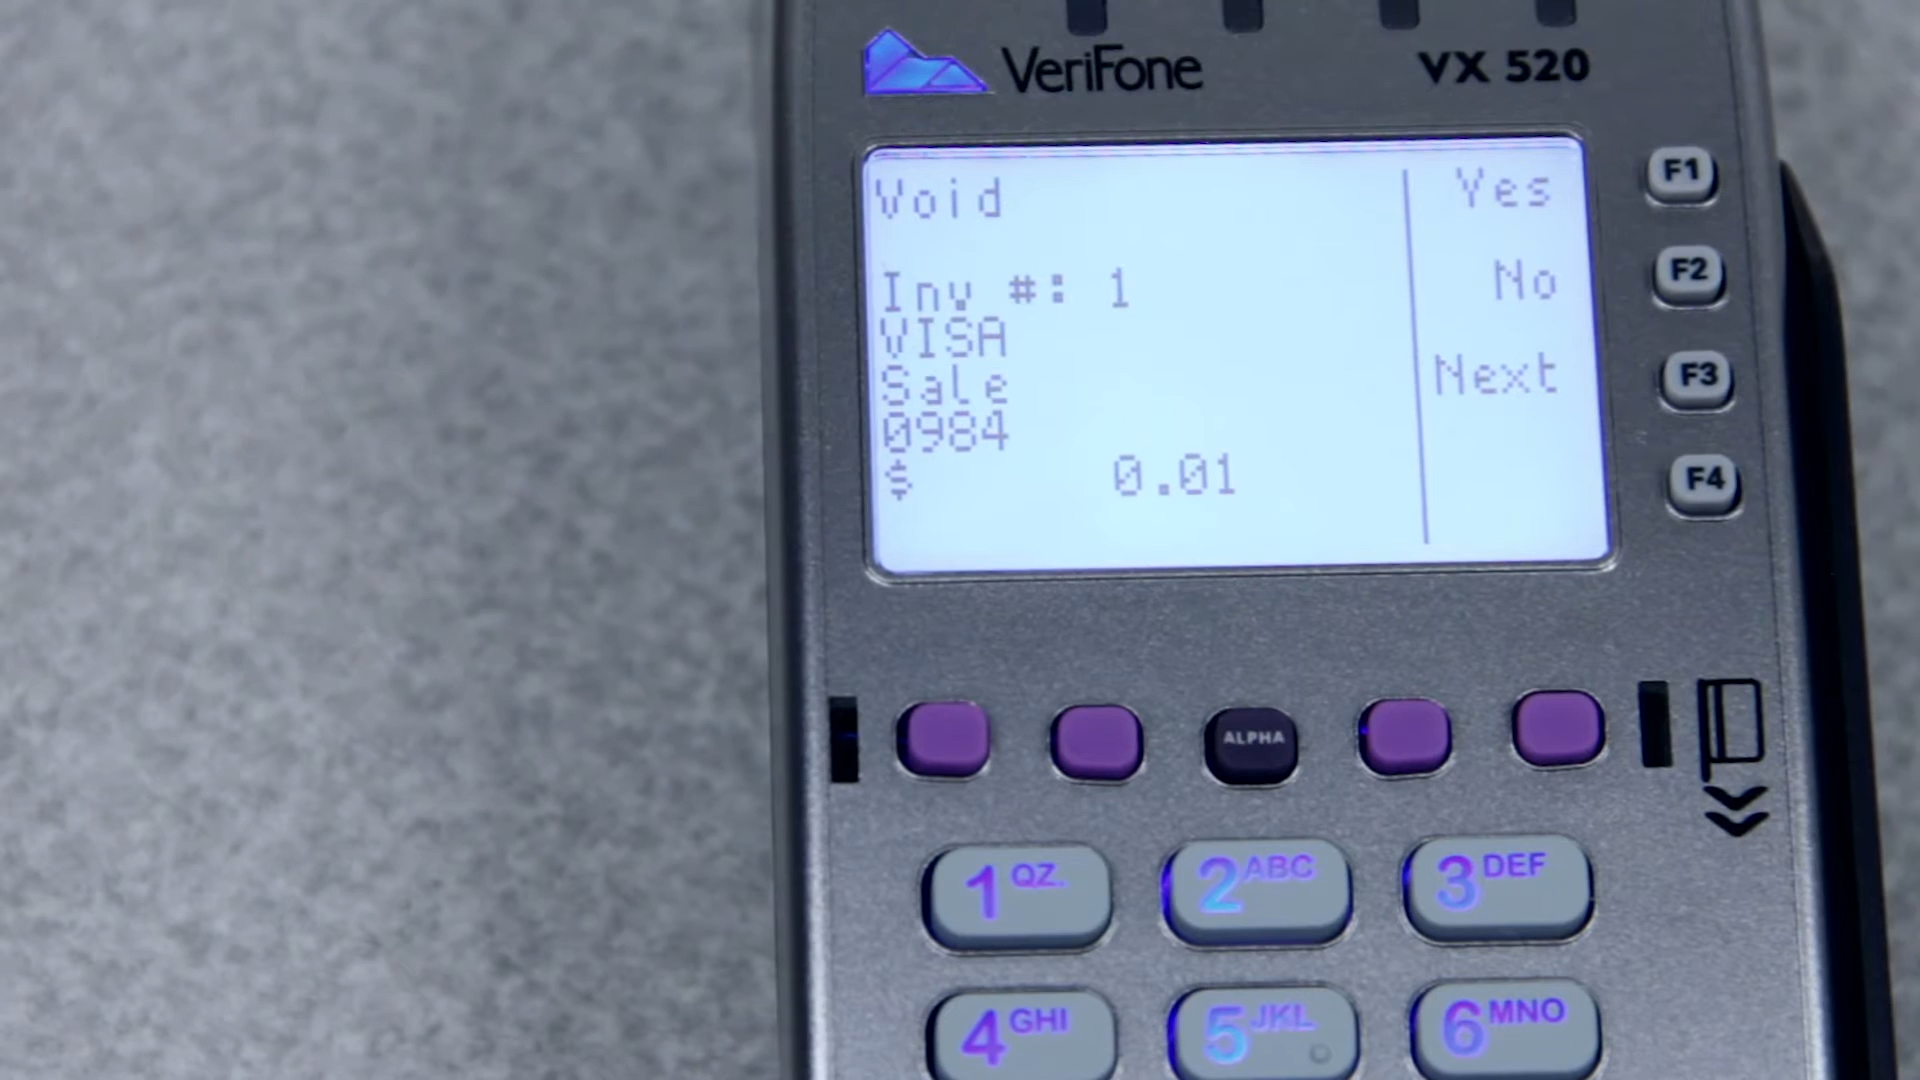 VeriFone VX 520
Void Yes F1
No F2
Inv #: 1
VISA
Next F3
Sale
0984
$ 0.01 F4
ALPHA
1 QZ. 2 ABC 3 DEF
4 GHI 5 JKL 6 MNO